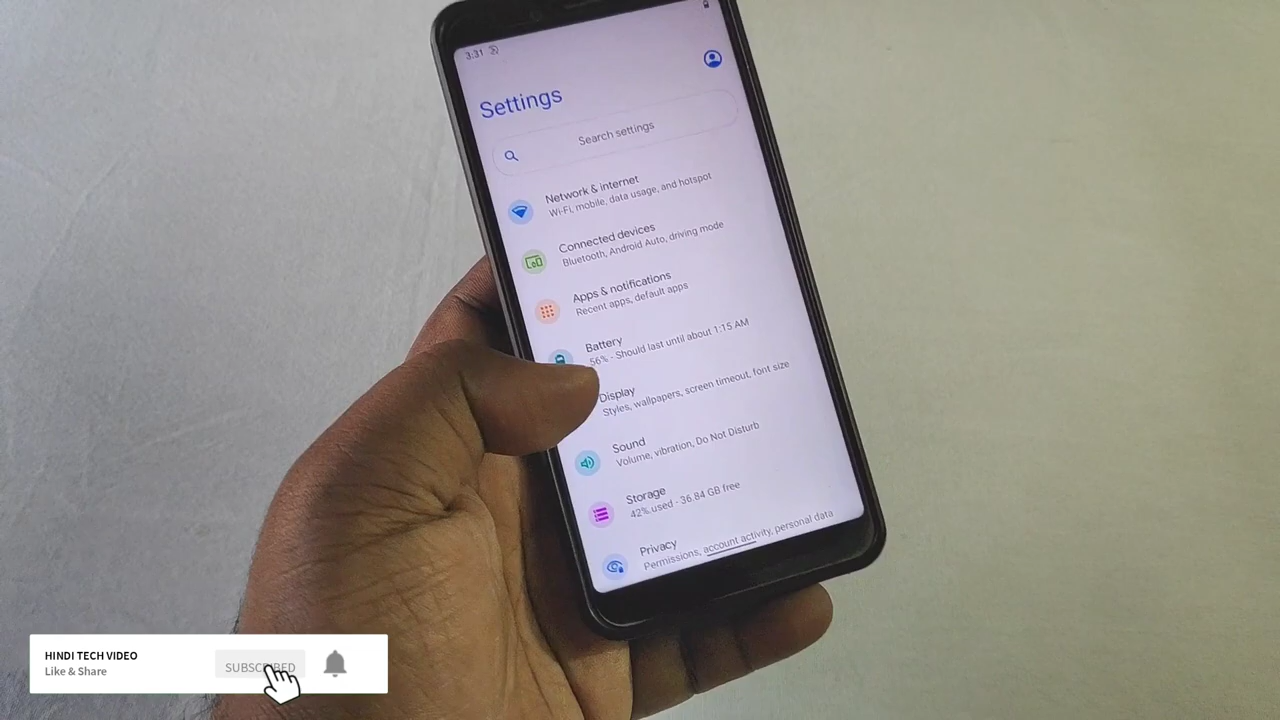 3:31
Settings
Search settings
Network & internet
Wi-Fi, mobile, data usage, and hotspot
Connected devices
Bluetooth, Android Auto, driving mode
Apps & notifications
Recent apps, default apps
Battery
56% - Should last until about 1:15 AM
Display
Styles, wallpapers, screen timeout, font size
Sound
Volume, vibration, Do Not Disturb
Storage
42% used - 36.84 GB free
Privacy
Permissions, account activity, personal data
HINDI TECH VIDEO
Like & Share
SUBSCRIBED